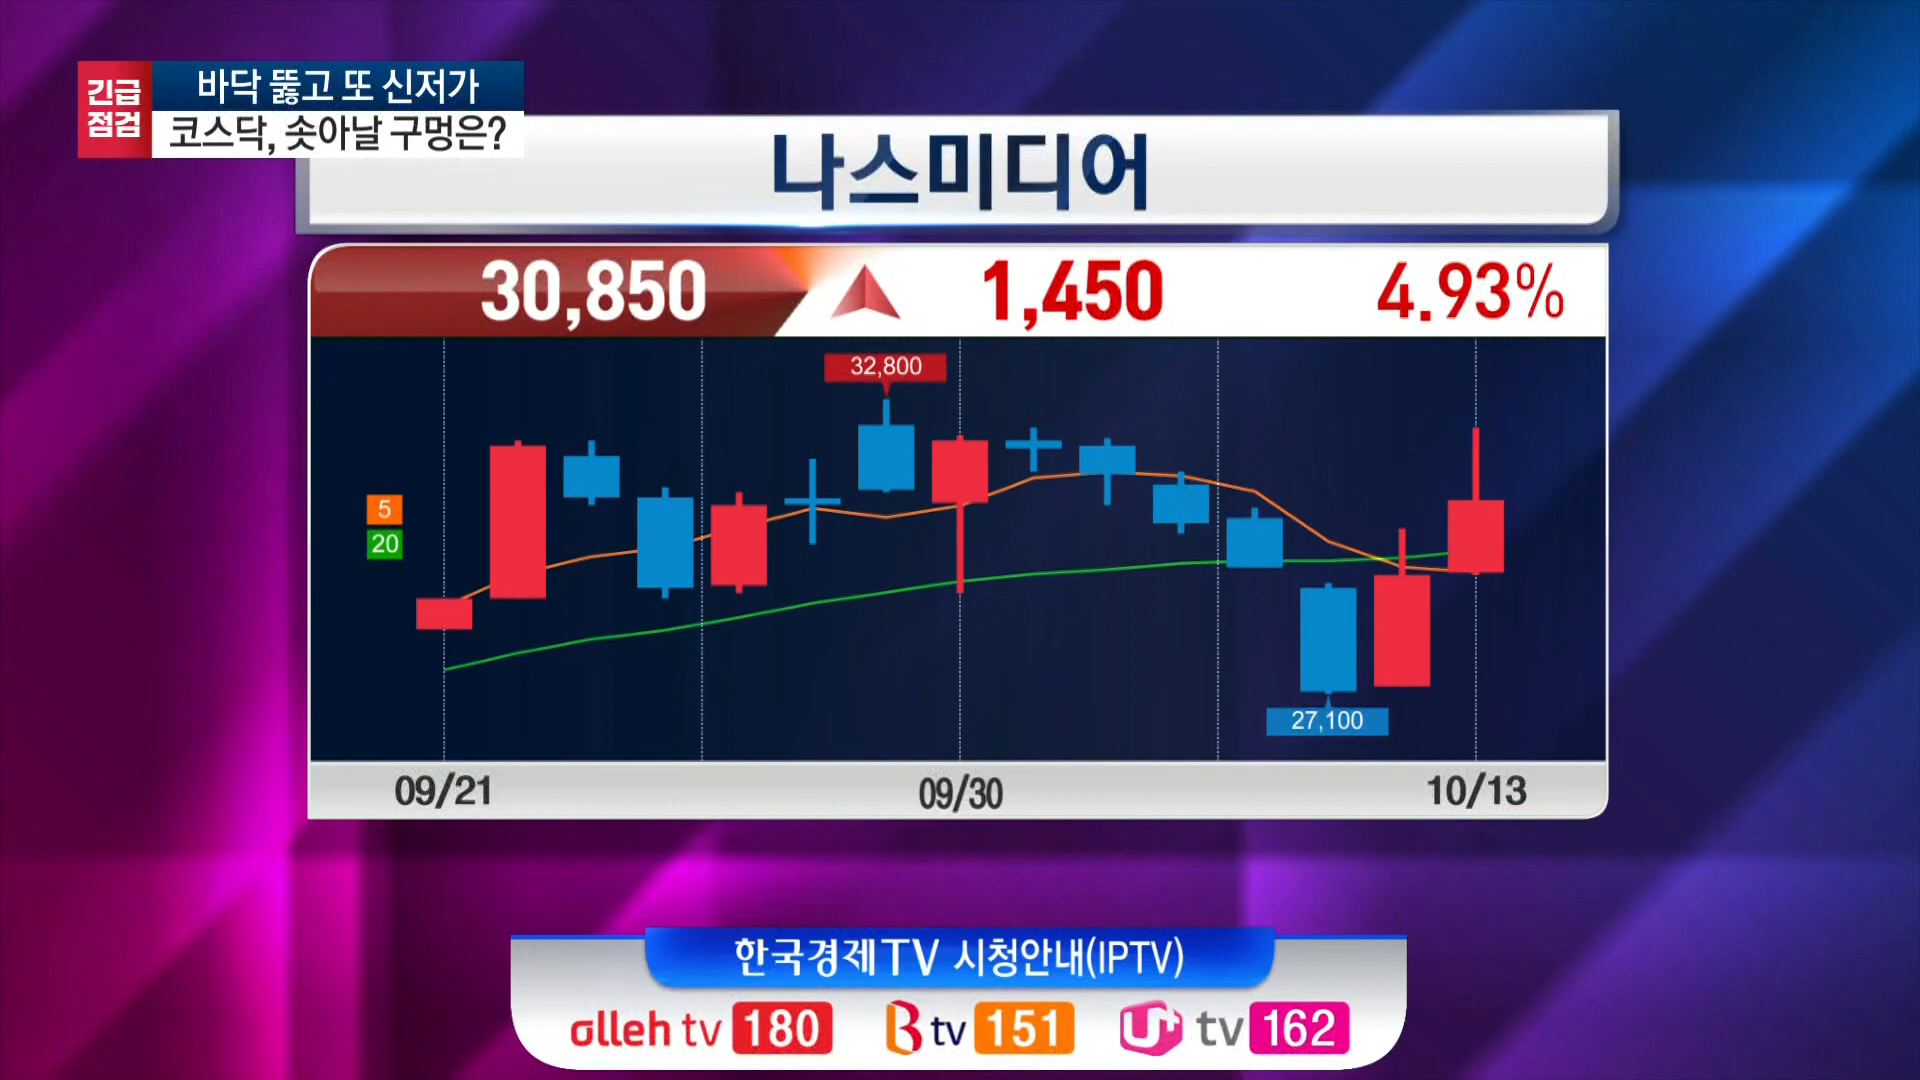 긴급
점검
바닥 뚫고 또 신저가
코스닥, 솟아날 구멍은?
나스미디어
30,850 1,450 4.93%
32,800
5
20
27,100
09/21 09/30 10/13
한국경제TV 시청안내(IPTV)
olleh tv 180 B tv 151 U+ tv 162